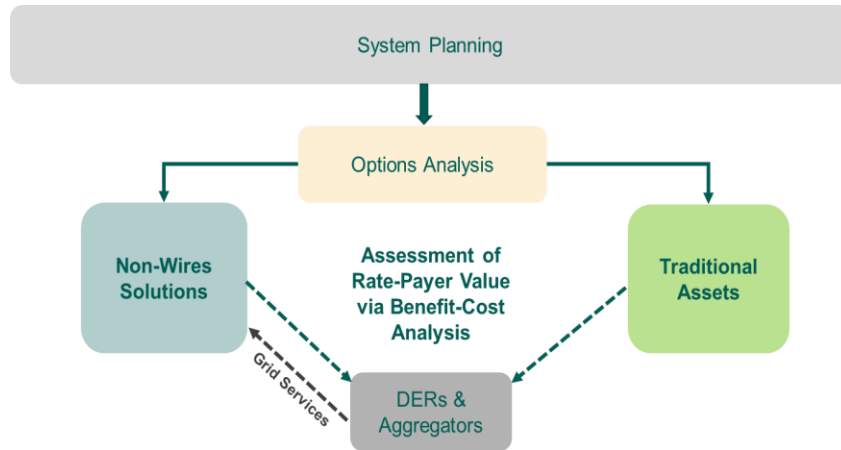 System Planning
Options Analysis
Non-Wires
Solutions
Assessment of
Rate-Payer Value
via Benefit-Cost
Analysis
Traditional
Assets
Grid Services
DERs &
Aggregators